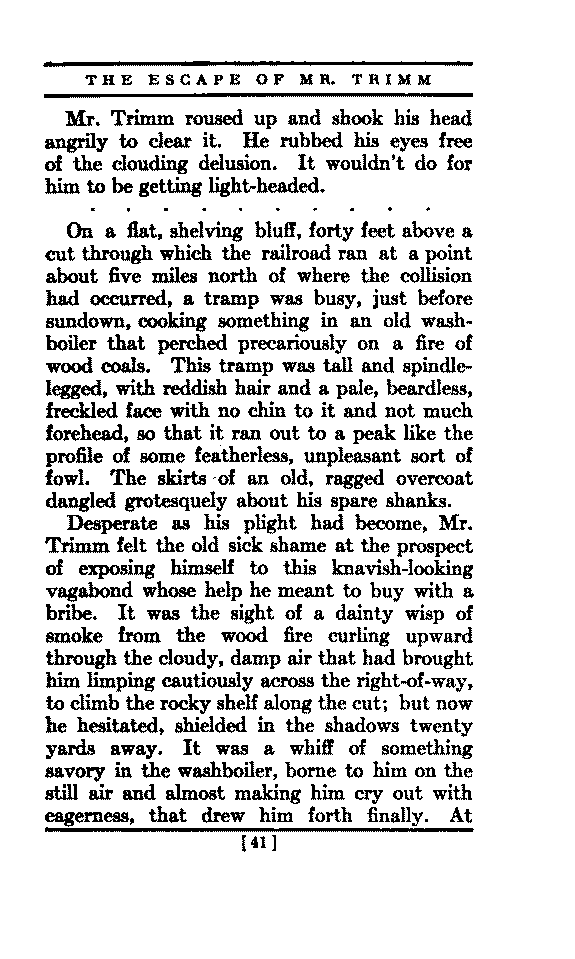 THE ESCAPE OF MR. TRIMM
Mr. Trimm roused up and shook his head
angrily to clear it. He rubbed his eyes free
of the clouding delusion. It wouldn't do for
him to be getting light-headed.
. . . . . . . . . .
On a flat, shelving bluff, forty feet above a
cut through which the railroad ran at a point
about five miles north of where the collision
had occurred, a tramp was busy, just before
sundown, cooking something in an old wash-
boiler that perched precariously on a fire of
wood coals. This tramp was tall and spindle-
legged, with reddish hair and a pale, beardless,
freckled face with no chin to it and not much
forehead, so that it ran out to a peak like the
profile of some featherless, unpleasant sort of
fowl. The skirts of an old, ragged overcoat
dangled grotesquely about his spare shanks.
Desperate as his plight had become, Mr.
Trimm felt the old sick shame at the prospect
of exposing himself to this knavish-looking
vagabond whose help he meant to buy with a
bribe. It was the sight of a dainty wisp of
smoke from the wood fire curling upward
through the cloudy, damp air that had brought
him limping cautiously across the right-of-way,
to climb the rocky shelf along the cut; but now
he hesitated, shielded in the shadows twenty
yards away. It was a whiff of something
savory in the washboiler, borne to him on the
still air and almost making him cry out with
eagerness, that drew him forth finally. At
[41]